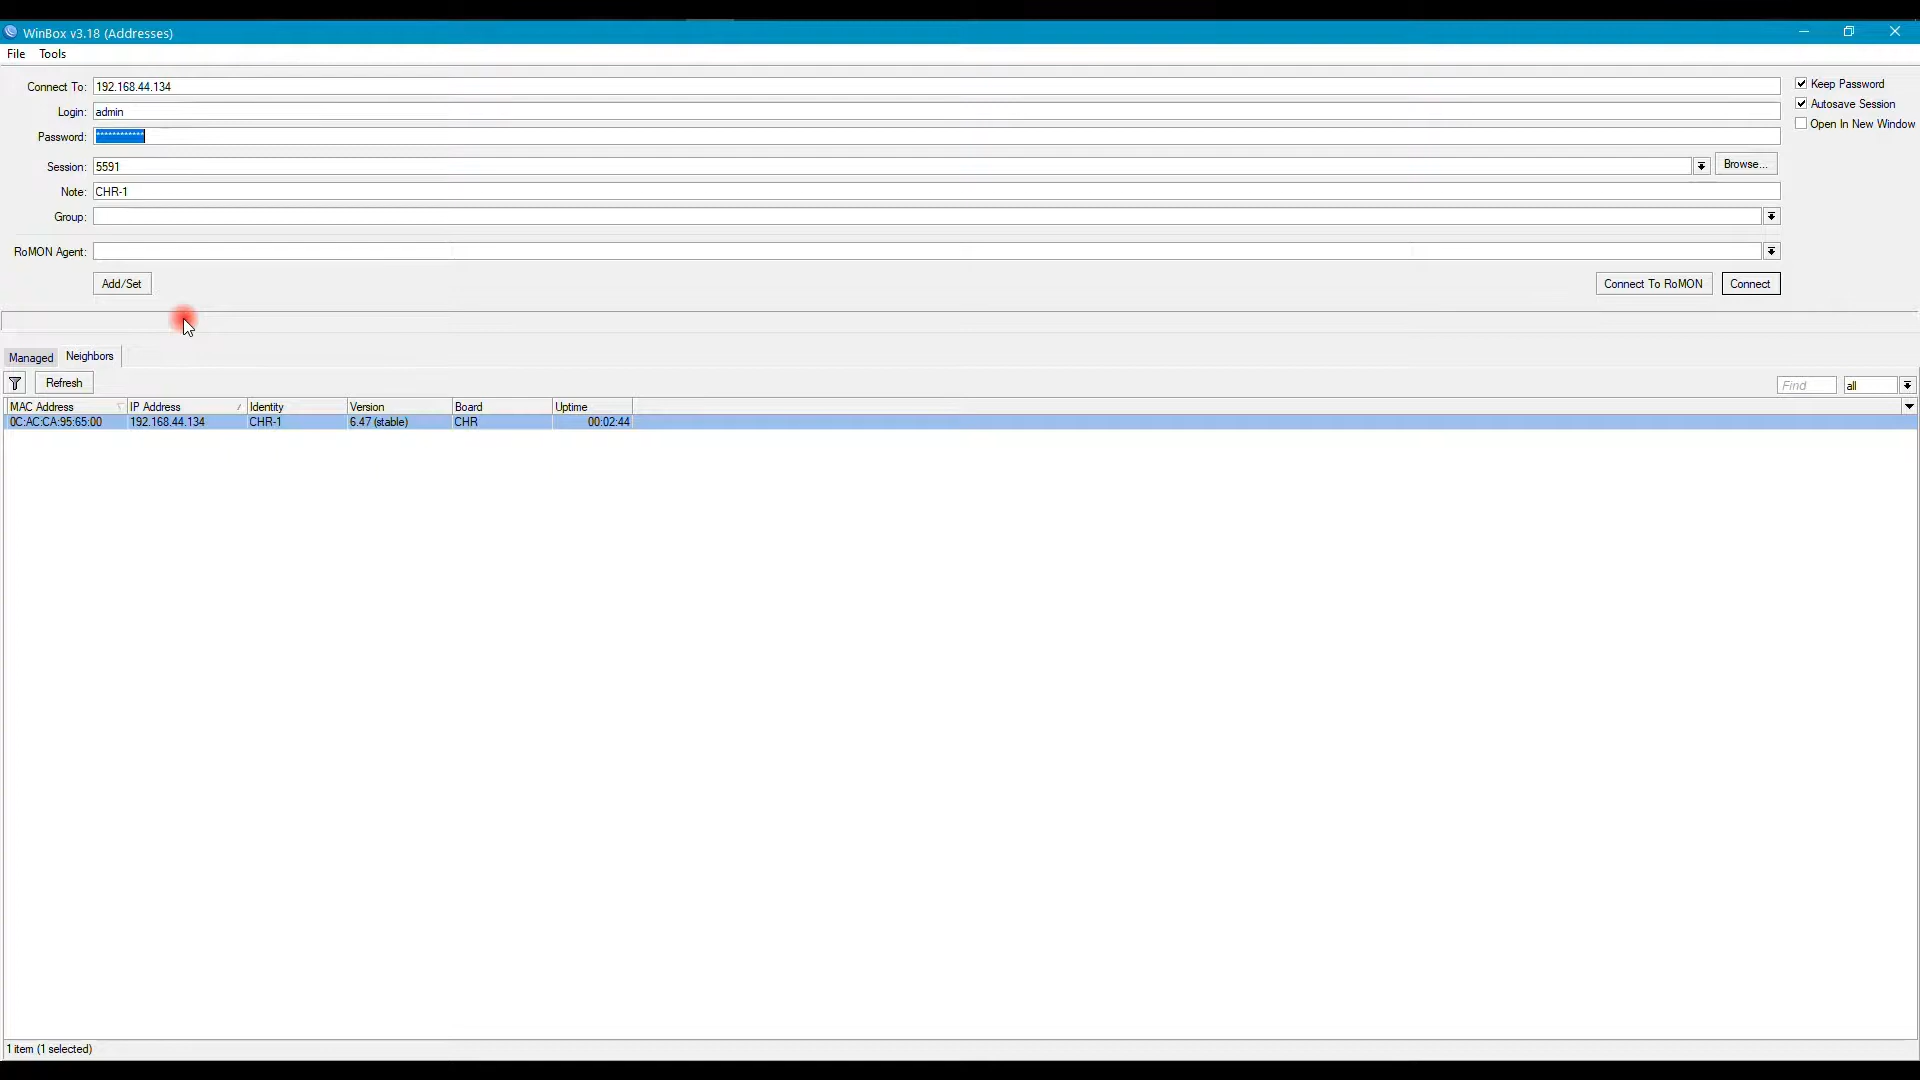 WinBox v3.18 (Addresses)
File Tools
Connect To: 192.168.44.134
Keep Password
Login: admin
Autosave Session
Password: ************
Open In New Window
Session: 5591
Browse...
Note: CHR-1
Group:
RoMON Agent:
Add/Set Connect To RoMON Connect
Managed Neighbors
Refresh Find all
MAC Address IP Address Identity Version Board Uptime
0C:AC:CA:95:65:00 192.168.44.134 CHR-1 6.47 (stable) CHR 00:02:44
1 item (1 selected)